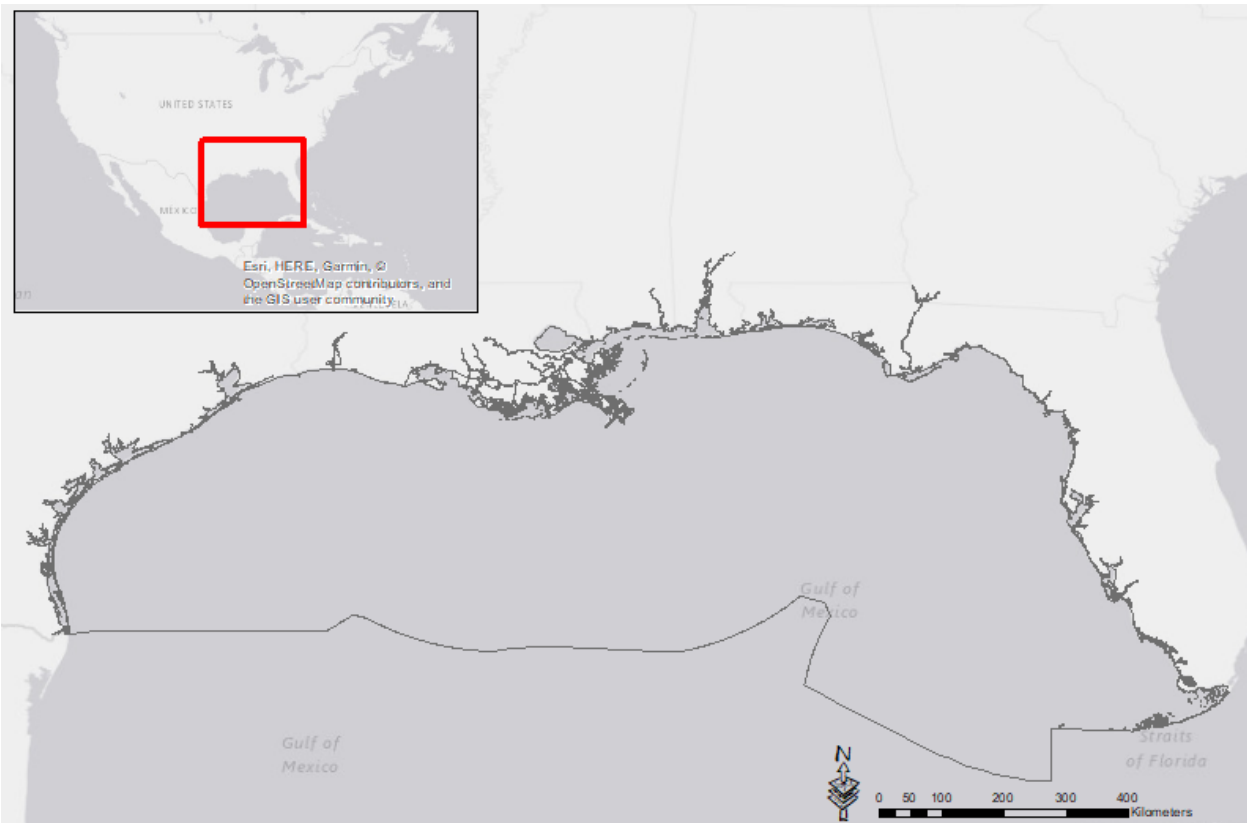 UNITED STATES
MEXICO
Esri, HERE, Garmin, ©
OpenStreetMap contributors, and
the GIS user community
Gulf of
Mexico
Gulf of
Mexico
Straits
of Florida
N
0 50 100 200 300 400
Kilometers